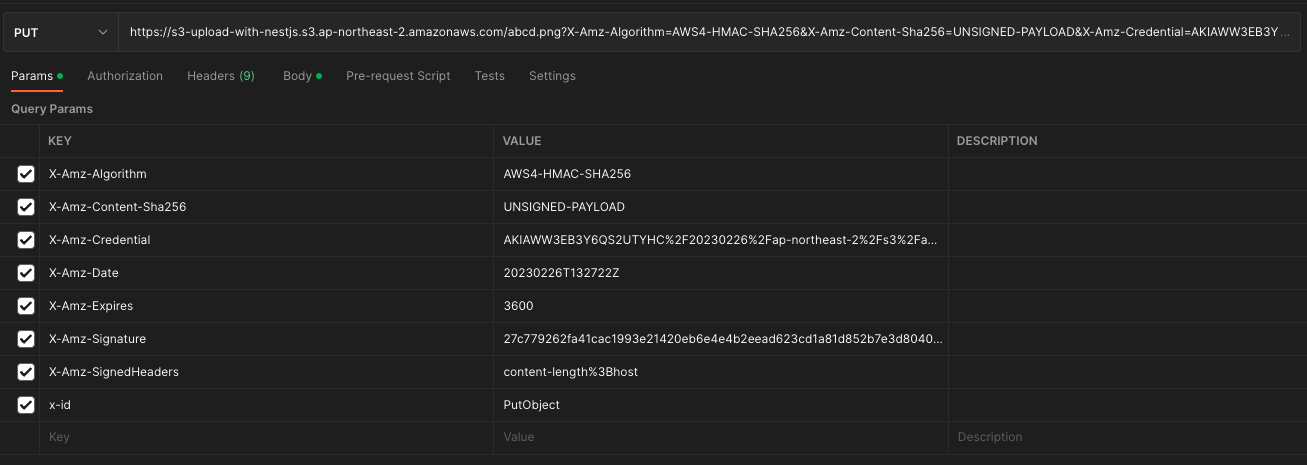 PUT https://s3-upload-with-nestjs.s3.ap-northeast-2.amazonaws.com/abcd.png?X-Amz-Algorithm=AWS4-HMAC-SHA256&X-Amz-Content-Sha256=UNSIGNED-PAYLOAD&X-Amz-Credential=AKIAWW3EB3Y...
Params Authorization Headers (9) Body Pre-request Script Tests Settings
Query Params
KEY VALUE DESCRIPTION
X-Amz-Algorithm AWS4-HMAC-SHA256
X-Amz-Content-Sha256 UNSIGNED-PAYLOAD
X-Amz-Credential AKIAWW3EB3Y6QS2UTYHC%2F20230226%2Fap-northeast-2%2Fs3%2Fa...
X-Amz-Date 20230226T132722Z
X-Amz-Expires 3600
X-Amz-Signature 27c779262fa41cac1993e21420eb6e4e4b2eead623cd1a81d852b7e3d8040...
X-Amz-SignedHeaders content-length%3Bhost
x-id PutObject
Key Value Description